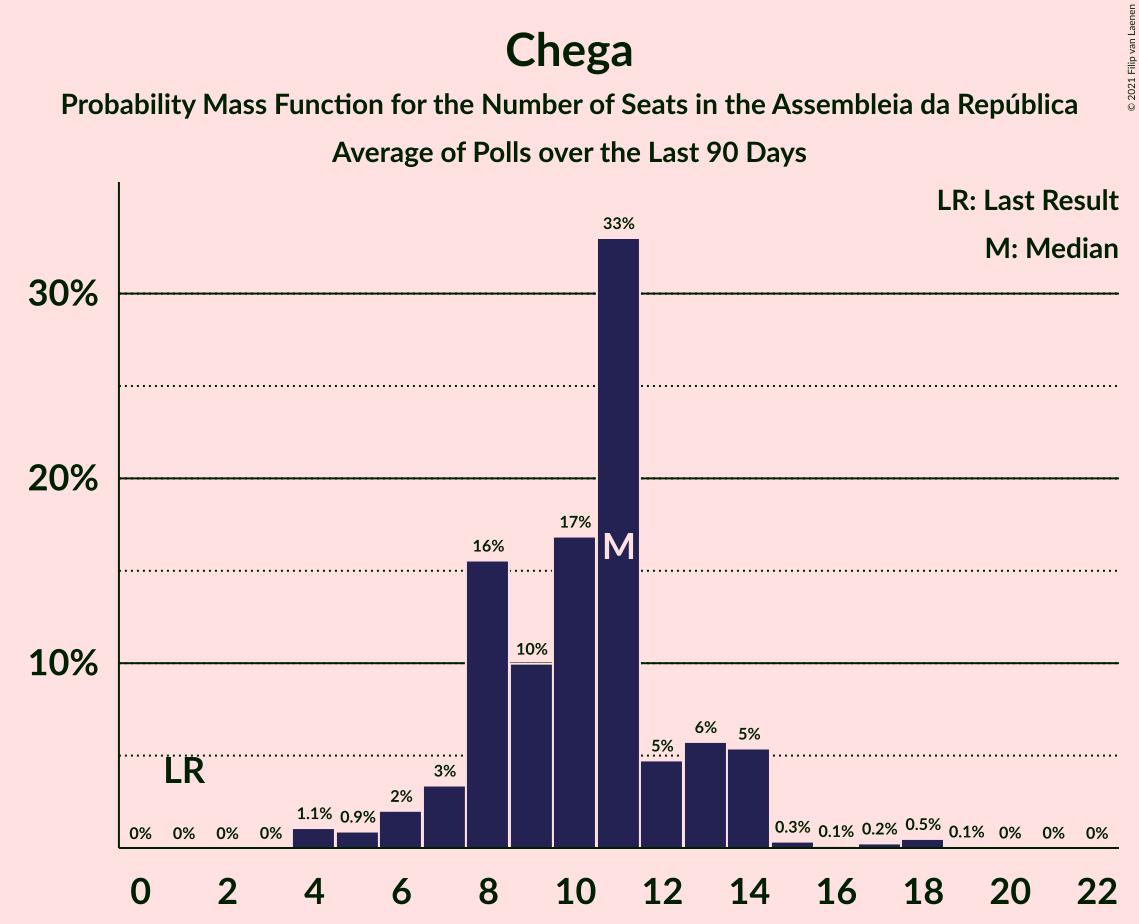 Chega
Probability Mass Function for the Number of Seats in the Assembleia da República
Average of Polls over the Last 90 Days
© 2021 Filip van Laenen
LR: Last Result
M: Median
30%
20%
10%
0%
0%
0%
0%
1.1%
0.9%
2%
3%
16%
10%
17%
33%
5%
6%
5%
0.3%
0.1%
0.2%
0.5%
0.1%
0%
0%
0%
LR
M
0 2 4 6 8 10 12 14 16 18 20 22